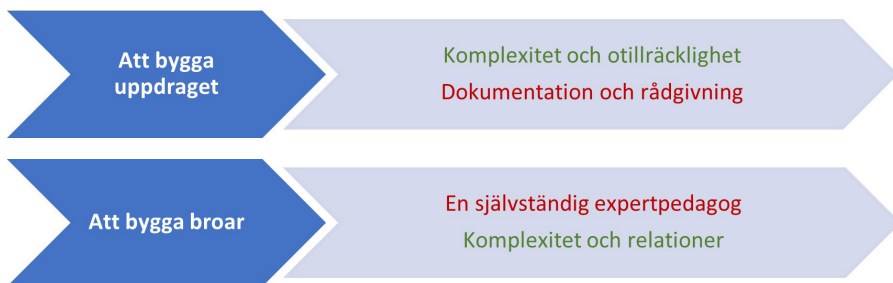 Att bygga
uppdraget
Komplexitet och otillräcklighet
Dokumentation och rådgivning
Att bygga broar
En självständig expertpedagog
Komplexitet och relationer